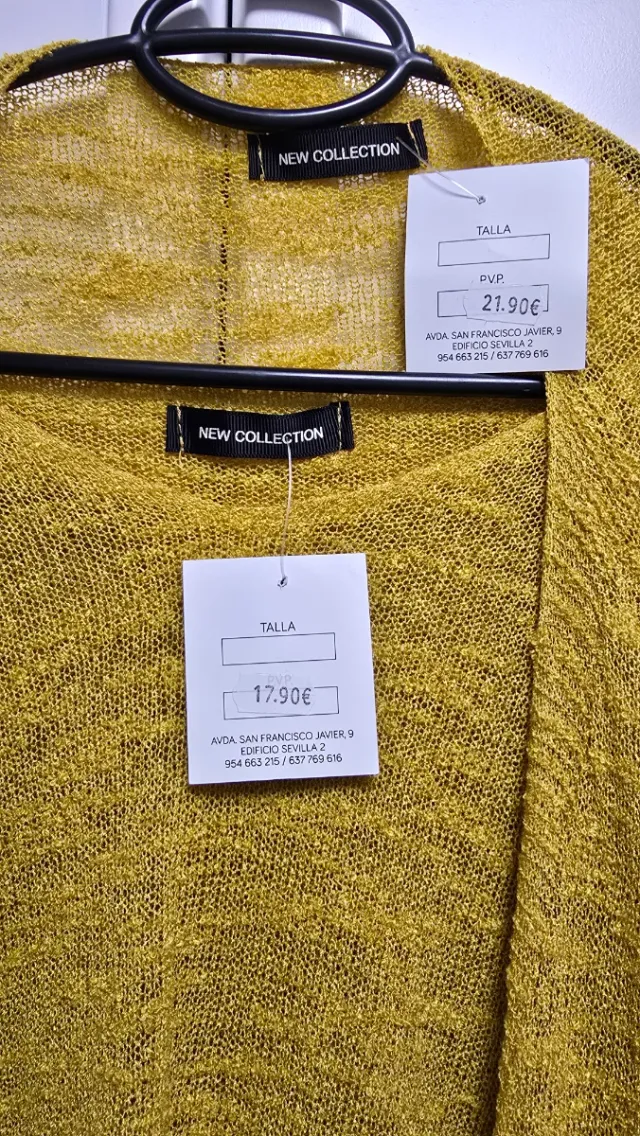 NEW COLLECTION
TALLA
P.V.P.
21.90€
AVDA. SAN FRANCISCO JAVIER, 9
EDIFICIO SEVILLA 2
954 663 215 / 637 769 616
NEW COLLECTION
TALLA
P.V.P.
17.90€
AVDA. SAN FRANCISCO JAVIER, 9
EDIFICIO SEVILLA 2
954 663 215 / 637 769 616